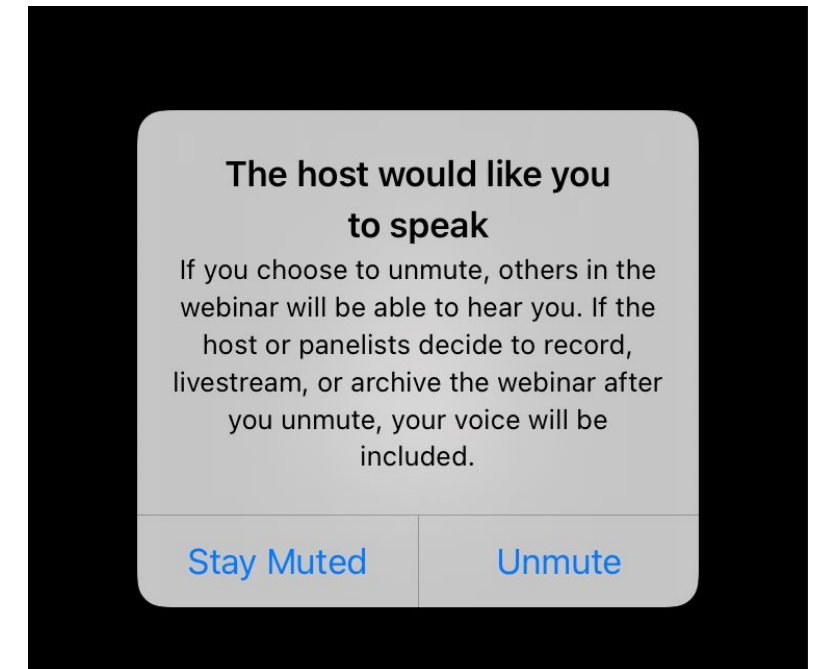 The host would like you
to speak
If you choose to unmute, others in the
webinar will be able to hear you. If the
host or panelists decide to record,
livestream, or archive the webinar after
you unmute, your voice will be
included.
Stay Muted
Unmute